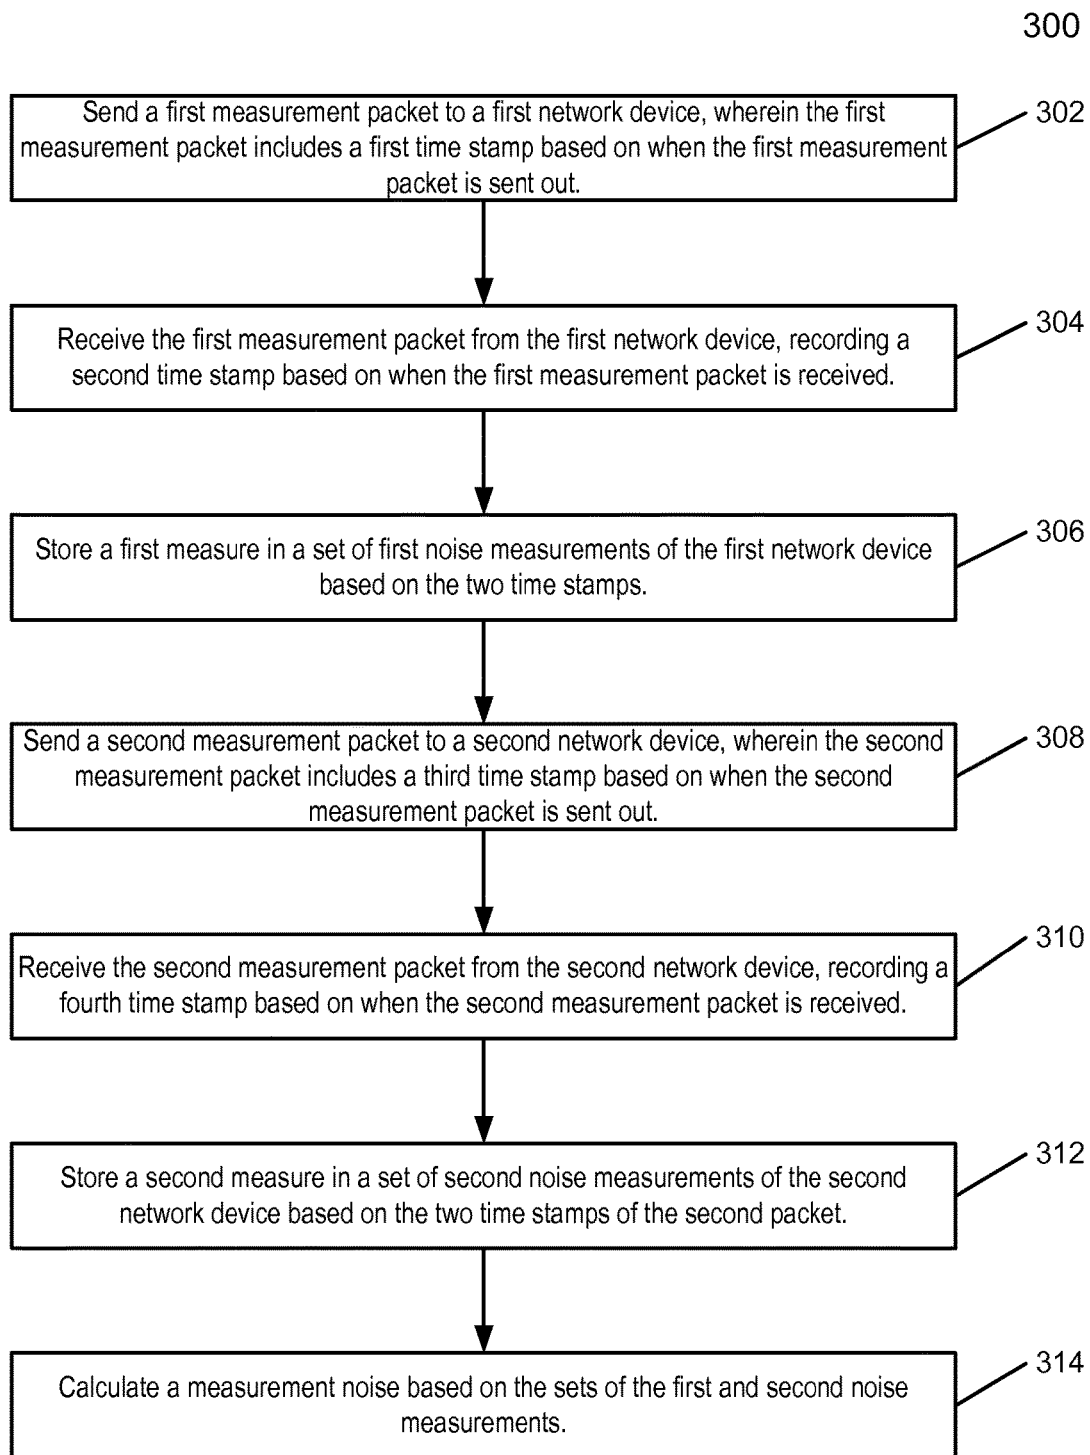 300
Send a first measurement packet to a first network device, wherein the first
measurement packet includes a first time stamp based on when the first measurement
packet is sent out.
302
Receive the first measurement packet from the first network device, recording a
second time stamp based on when the first measurement packet is received.
304
Store a first measure in a set of first noise measurements of the first network device
based on the two time stamps.
306
Send a second measurement packet to a second network device, wherein the second
measurement packet includes a third time stamp based on when the second
measurement packet is sent out.
308
Receive the second measurement packet from the second network device, recording a
fourth time stamp based on when the second measurement packet is received.
310
Store a second measure in a set of second noise measurements of the second
network device based on the two time stamps of the second packet.
312
Calculate a measurement noise based on the sets of the first and second noise
measurements.
314